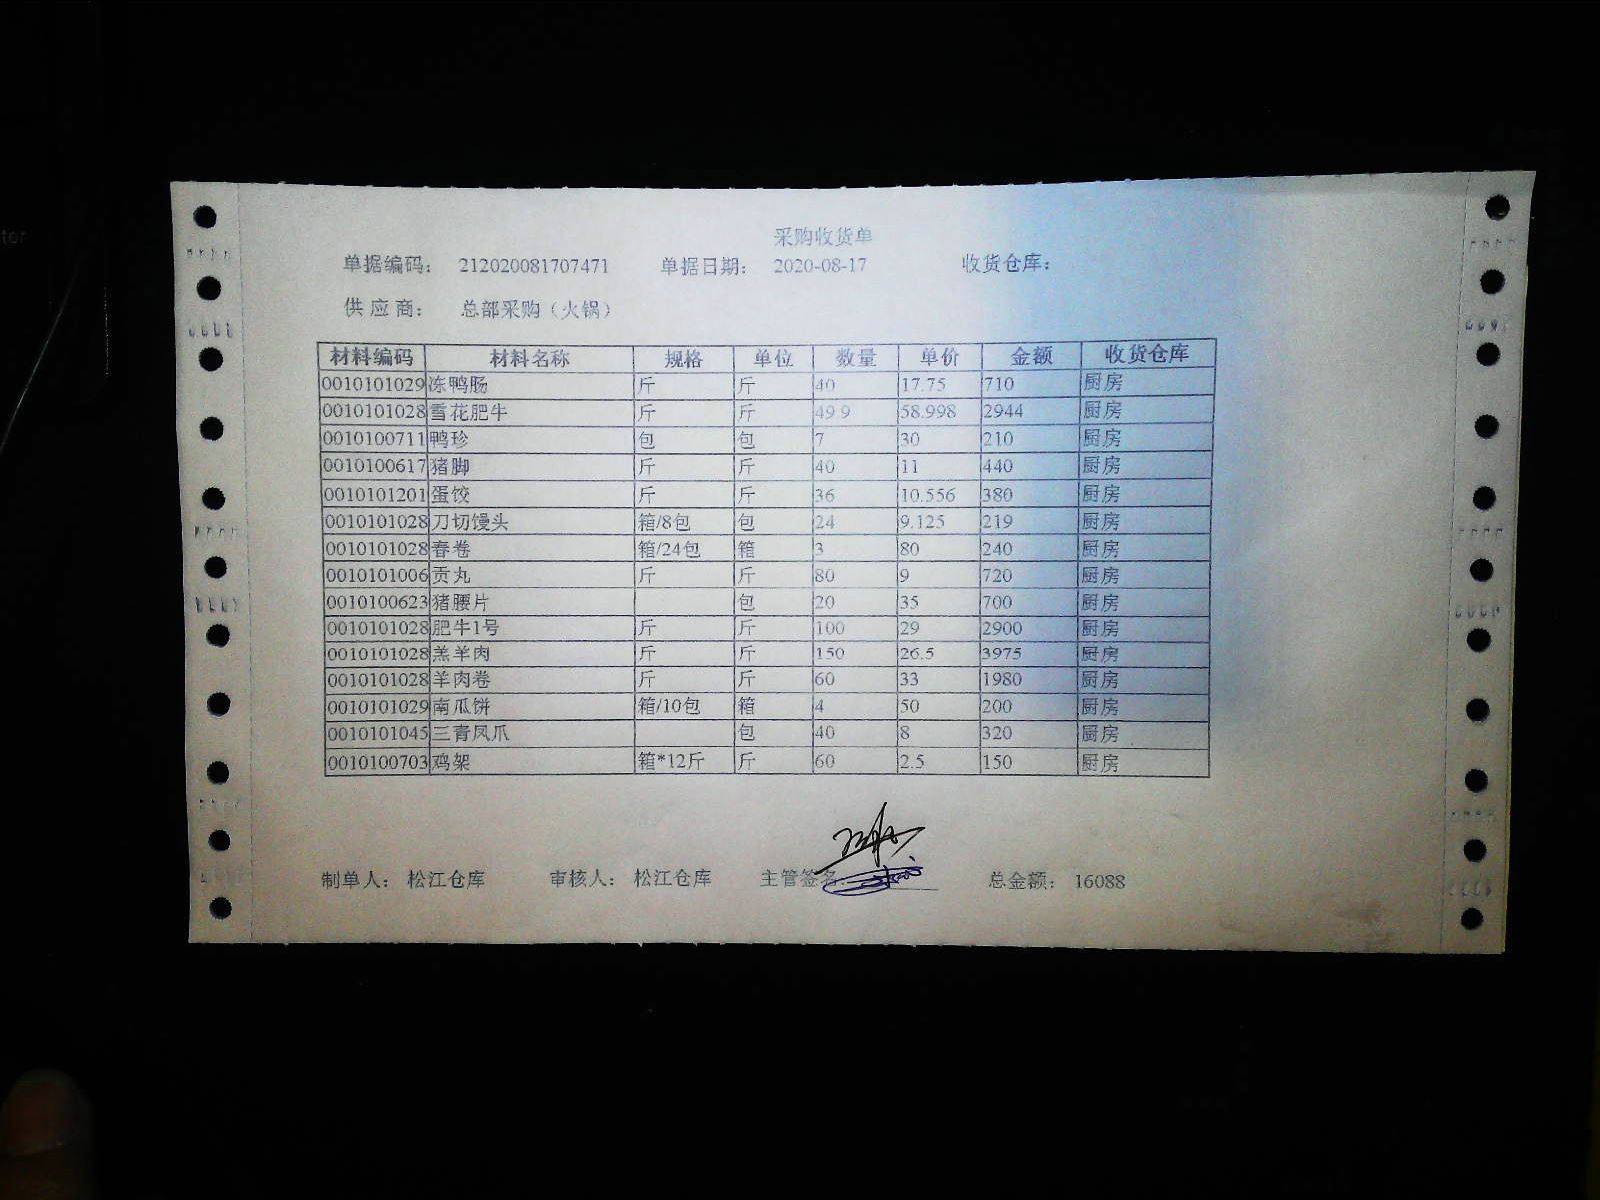 采购收货单
单据编码： 212020081707471 单据日期： 2020-08-17 收货仓库：
供应商： 总部采购（火锅）
材料编码 材料名称 规格 单位 数量 单价 金额 收货仓库
0010101029 冻鸭肠 斤 斤 40 17.75 710 厨房
0010101028 雪花肥牛 斤 斤 49.9 58.998 2944 厨房
0010100711 鸭珍 包 包 7 30 210 厨房
0010100617 猪脚 斤 斤 40 11 440 厨房
0010101201 蛋饺 斤 斤 36 10.556 380 厨房
0010101028 刀切馒头 箱/8包 包 24 9.125 219 厨房
0010101028 春卷 箱/24包 箱 3 80 240 厨房
0010101006 贡丸 斤 斤 80 9 720 厨房
0010100623 猪腰片 包 20 35 700 厨房
0010101028 肥牛1号 斤 斤 100 29 2900 厨房
0010101028 羔羊肉 斤 斤 150 26.5 3975 厨房
0010101028 羊肉卷 斤 斤 60 33 1980 厨房
0010101029 南瓜饼 箱/10包 箱 4 50 200 厨房
0010101045 三青凤爪 包 40 8 320 厨房
0010100703 鸡架 箱*12斤 斤 60 2.5 150 厨房
制单人： 松江仓库 审核人： 松江仓库 主管签名 总金额： 16088